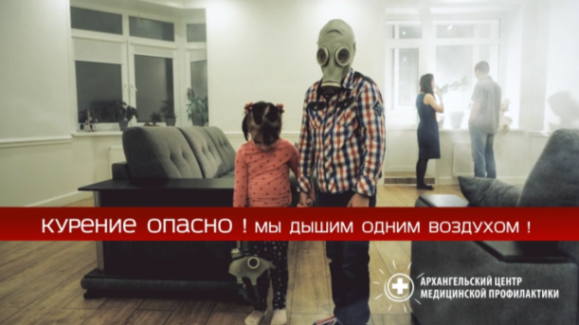 КУРЕНИЕ ОПАСНО ! МЫ ДЫШИМ ОДНИМ ВОЗДУХОМ !
АРХАНГЕЛЬСКИЙ ЦЕНТР
МЕДИЦИНСКОЙ ПРОФИЛАКТИКИ